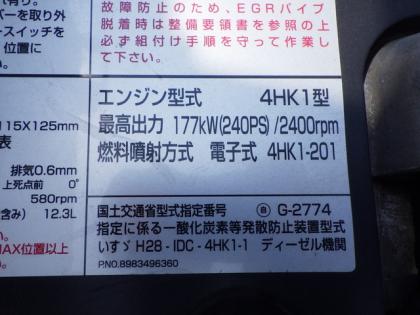 有り。
バーを取り外
ースイッチを
位置に
故障防止のため、EGRパイプ
脱着時は整備要領書を参照の上
必ず組付け手順を守って作業し
て下さい。
エンジン型式 4HK1型
最高出力 177kW(240PS)/2400rpm
燃料噴射方式 電子式 4HK1-201
115X125mm
表
排気0.6mm
上死点前 0°
580rpm
含み) 12.3L
MAX位置以上
国土交通省型式指定番号 自 G-2774
指定に係る一酸化炭素等発散防止装置型式
いすゞ H28-IDC-4HK1-1 ディーゼル機関
P.NO.8983496360